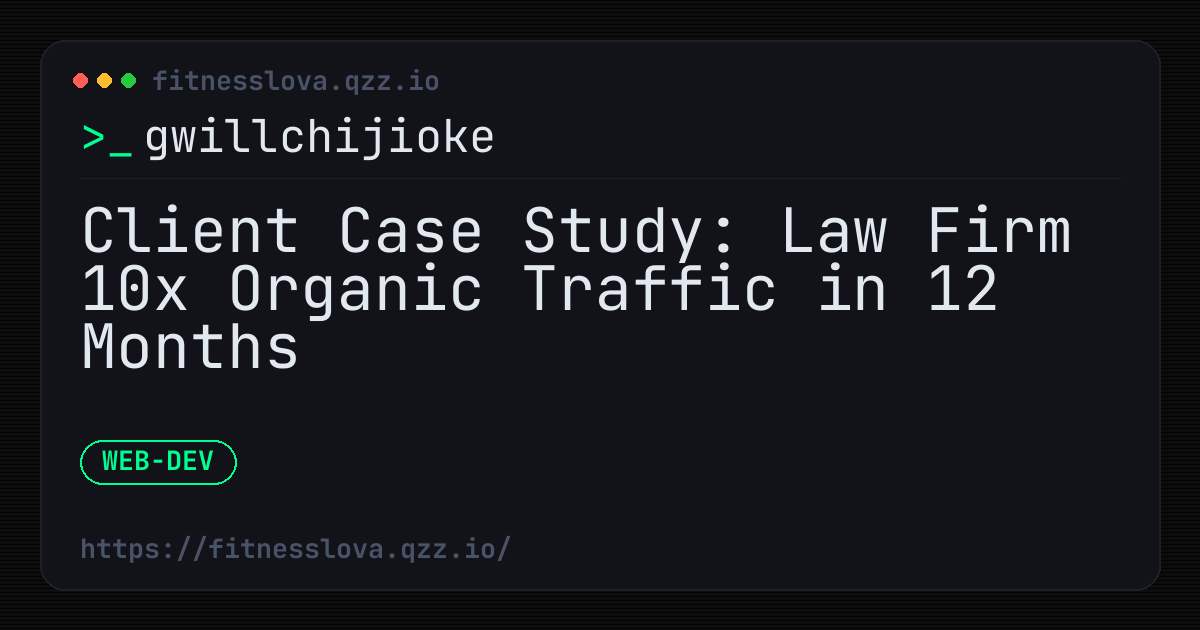 fitnesslova.qzz.io
>_ gwillchijioke
Client Case Study: Law Firm
10x Organic Traffic in 12
Months
WEB-DEV
https://fitnesslova.qzz.io/